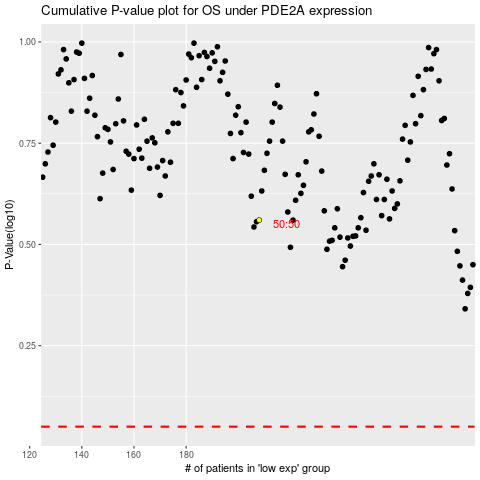 Cumulative P-value plot for OS under PDE2A expression
P-Value(log10)
1.00
0.75
0.50
0.25
50:50
120 140 160 180
# of patients in 'low exp' group